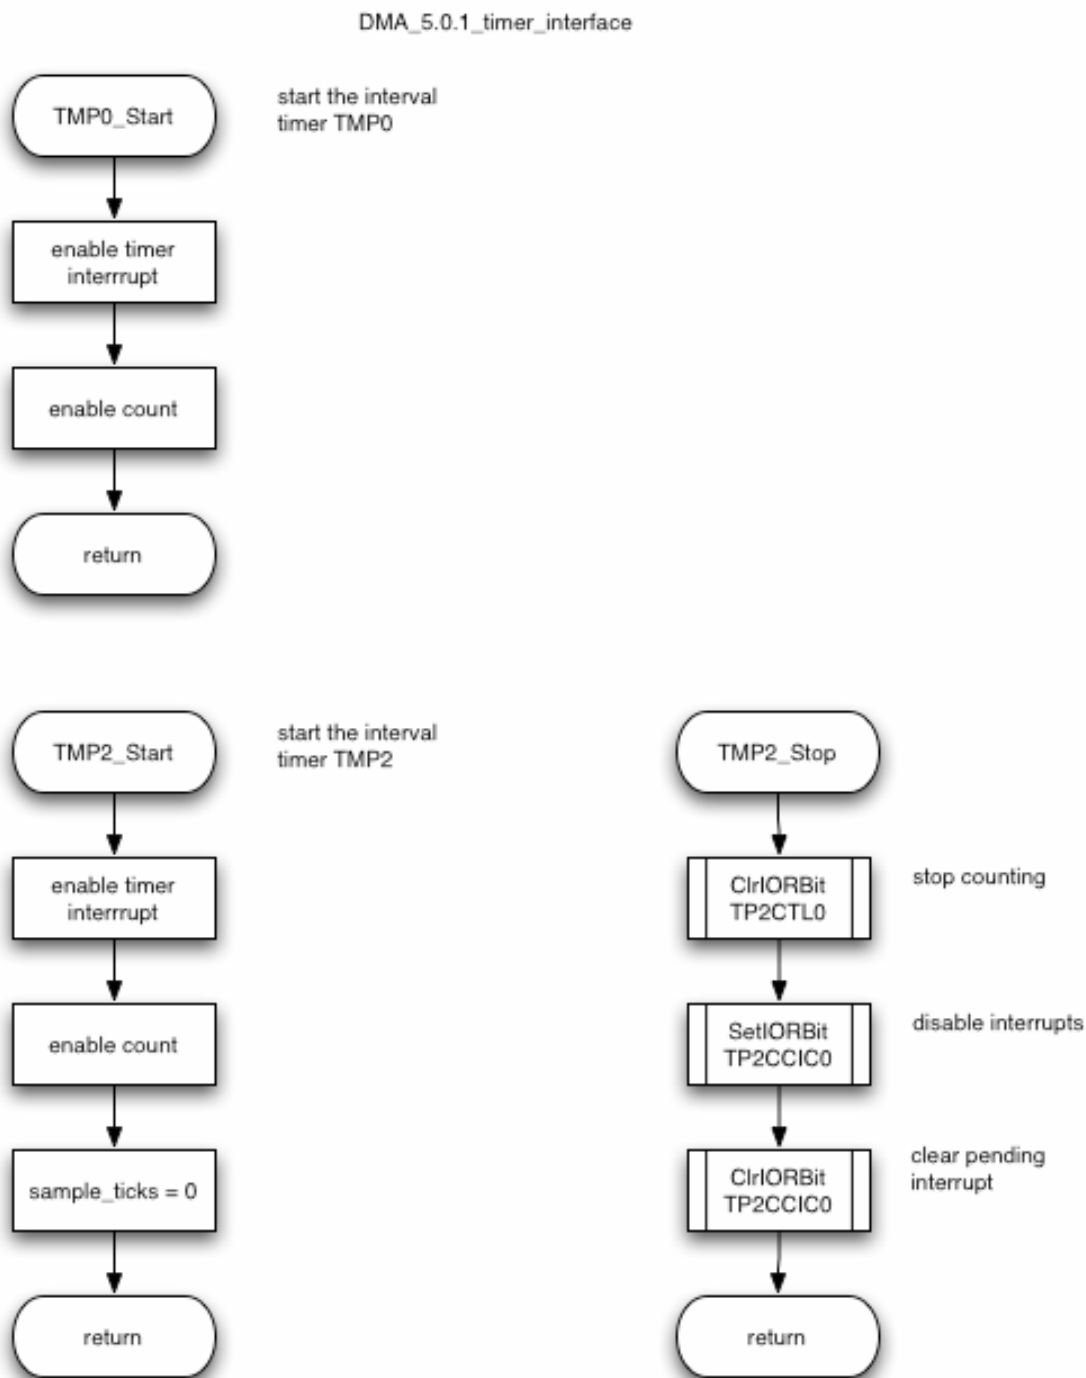 DMA_5.0.1_timer_interface
TMP0_Start
start the interval
timer TMP0
enable timer
interrrupt
enable count
return
TMP2_Start
start the interval
timer TMP2
enable timer
interrrupt
enable count
sample_ticks = 0
return
TMP2_Stop
ClrIORBit
TP2CTL0
stop counting
SetIORBit
TP2CCIC0
disable interrupts
ClrIORBit
TP2CCIC0
clear pending
interrupt
return